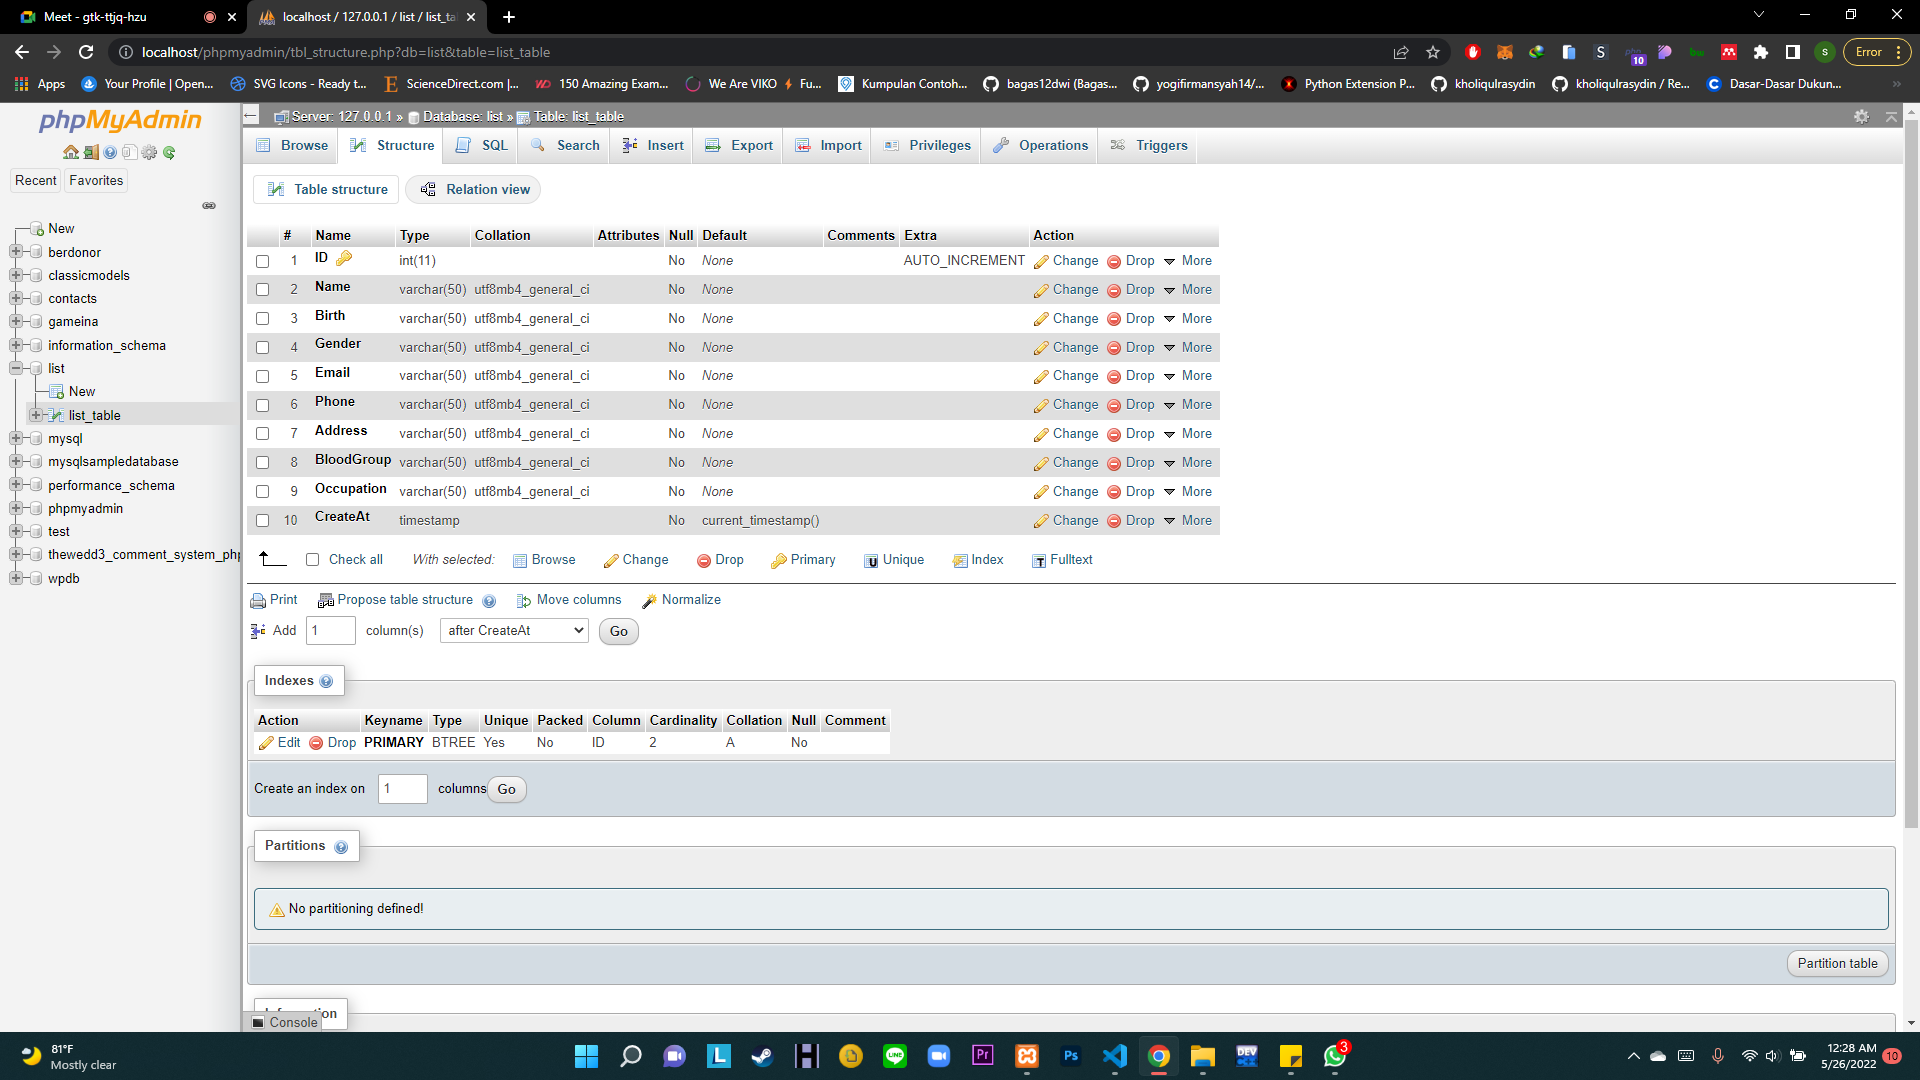 Meet - gtk-ttjq-hzu
localhost / 127.0.0.1 / list / list_ta
localhost/phpmyadmin/tbl_structure.php?db=list&table=list_table
10
S
Error
Apps
Your Profile | Open...
SVG Icons - Ready t...
ScienceDirect.com |...
150 Amazing Exam...
We Are VIKO ⚡ Fu...
Kumpulan Contoh...
bagas12dwi (Bagas...
yogifirmansyah14/...
Python Extension P...
kholiqulrasydin
kholiqulrasydin / Re...
Dasar-Dasar Dukun...
phpMyAdmin
Recent Favorites
New
berdonor
classicmodels
contacts
gameina
information_schema
list
New
list_table
mysql
mysqlsampledatabase
performance_schema
phpmyadmin
test
thewedd3_comment_system_php
wpdb
Server: 127.0.0.1 » Database: list » Table: list_table
Browse Structure SQL Search Insert Export Import Privileges Operations Triggers
Table structure Relation view
# Name Type Collation Attributes Null Default Comments Extra Action
1 ID int(11) No None AUTO_INCREMENT Change Drop More
2 Name varchar(50) utf8mb4_general_ci No None Change Drop More
3 Birth varchar(50) utf8mb4_general_ci No None Change Drop More
4 Gender varchar(50) utf8mb4_general_ci No None Change Drop More
5 Email varchar(50) utf8mb4_general_ci No None Change Drop More
6 Phone varchar(50) utf8mb4_general_ci No None Change Drop More
7 Address varchar(50) utf8mb4_general_ci No None Change Drop More
8 BloodGroup varchar(50) utf8mb4_general_ci No None Change Drop More
9 Occupation varchar(50) utf8mb4_general_ci No None Change Drop More
10 CreateAt timestamp No current_timestamp() Change Drop More
Check all With selected: Browse Change Drop Primary Unique Index Fulltext
Print Propose table structure Move columns Normalize
Add 1 column(s) after CreateAt Go
Indexes
Action Keyname Type Unique Packed Column Cardinality Collation Null Comment
Edit Drop PRIMARY BTREE Yes No ID 2 A No
Create an index on 1 columns Go
Partitions
No partitioning defined!
Partition table
Information
Console
81°F
Mostly clear
3
12:28 AM
5/26/2022
10